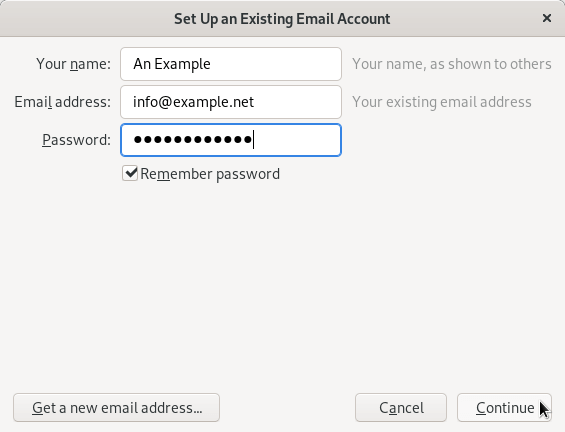 Set Up an Existing Email Account ×
Your name: An Example Your name, as shown to others
Email address: info@example.net Your existing email address
Password: ●●●●●●●●●●●●
Remember password
Get a new email address... Cancel Continue